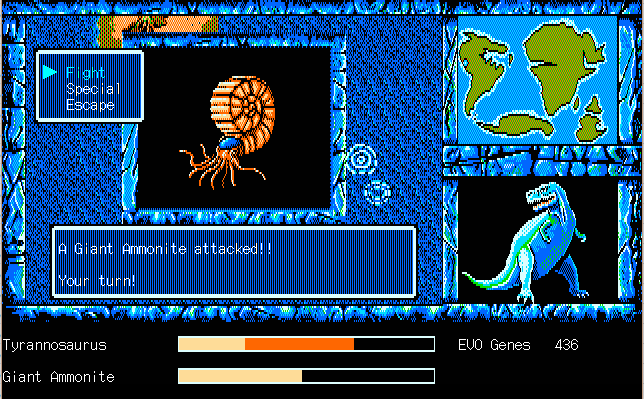 Fight
Special
Escape
A Giant Ammonite attacked!!
Your turn!
Tyrannosaurus
EVO Genes 436
Giant Ammonite